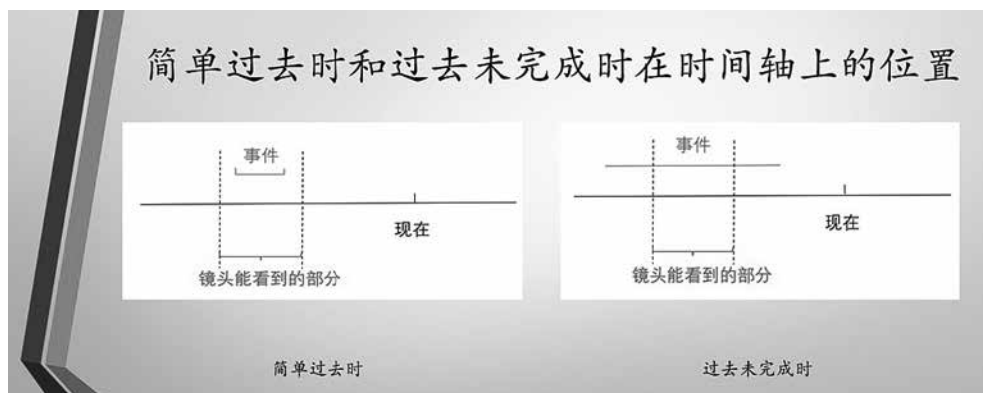 简单过去时和过去未完成时在时间轴上的位置
事件
现在
镜头能看到的部分
事件
现在
镜头能看到的部分
简单过去时
过去未完成时